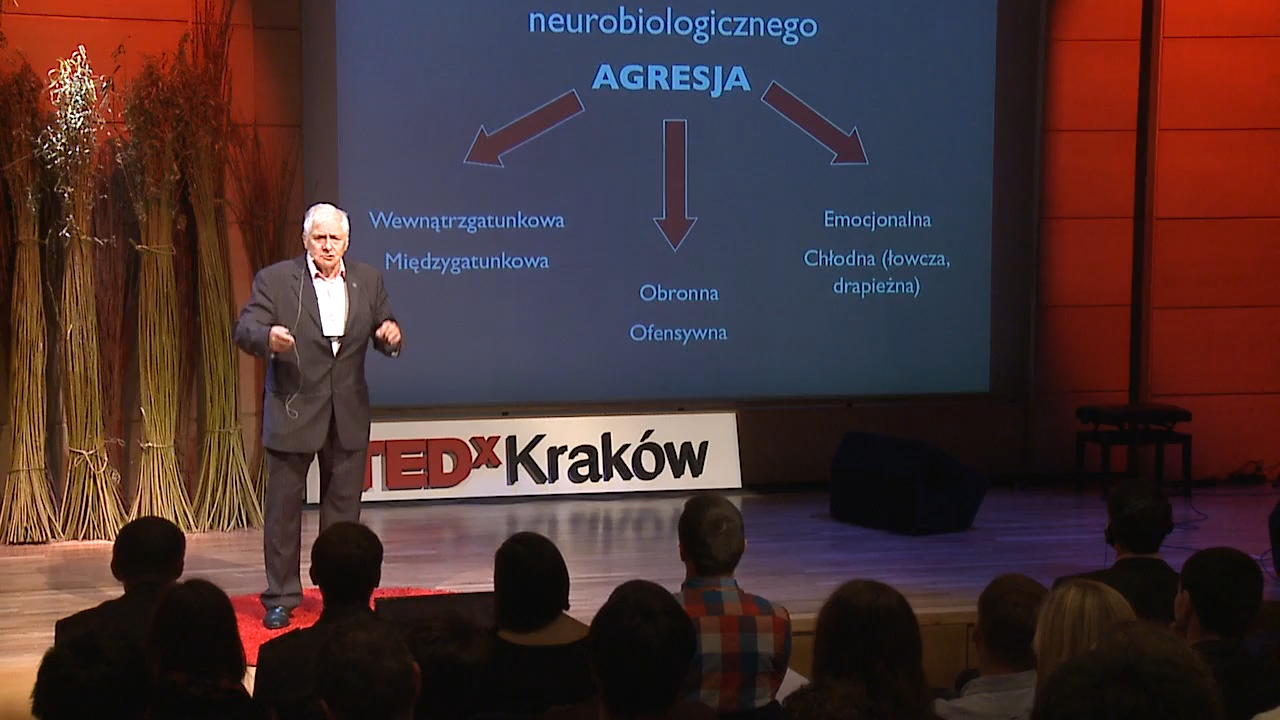 neurobiologicznego
AGRESJA
Wewnątrzgatunkowa
Międzygatunkowa
Obronna
Ofensywna
Emocjonalna
Chłodna (łowcza,
drapieżna)
TEDxKraków